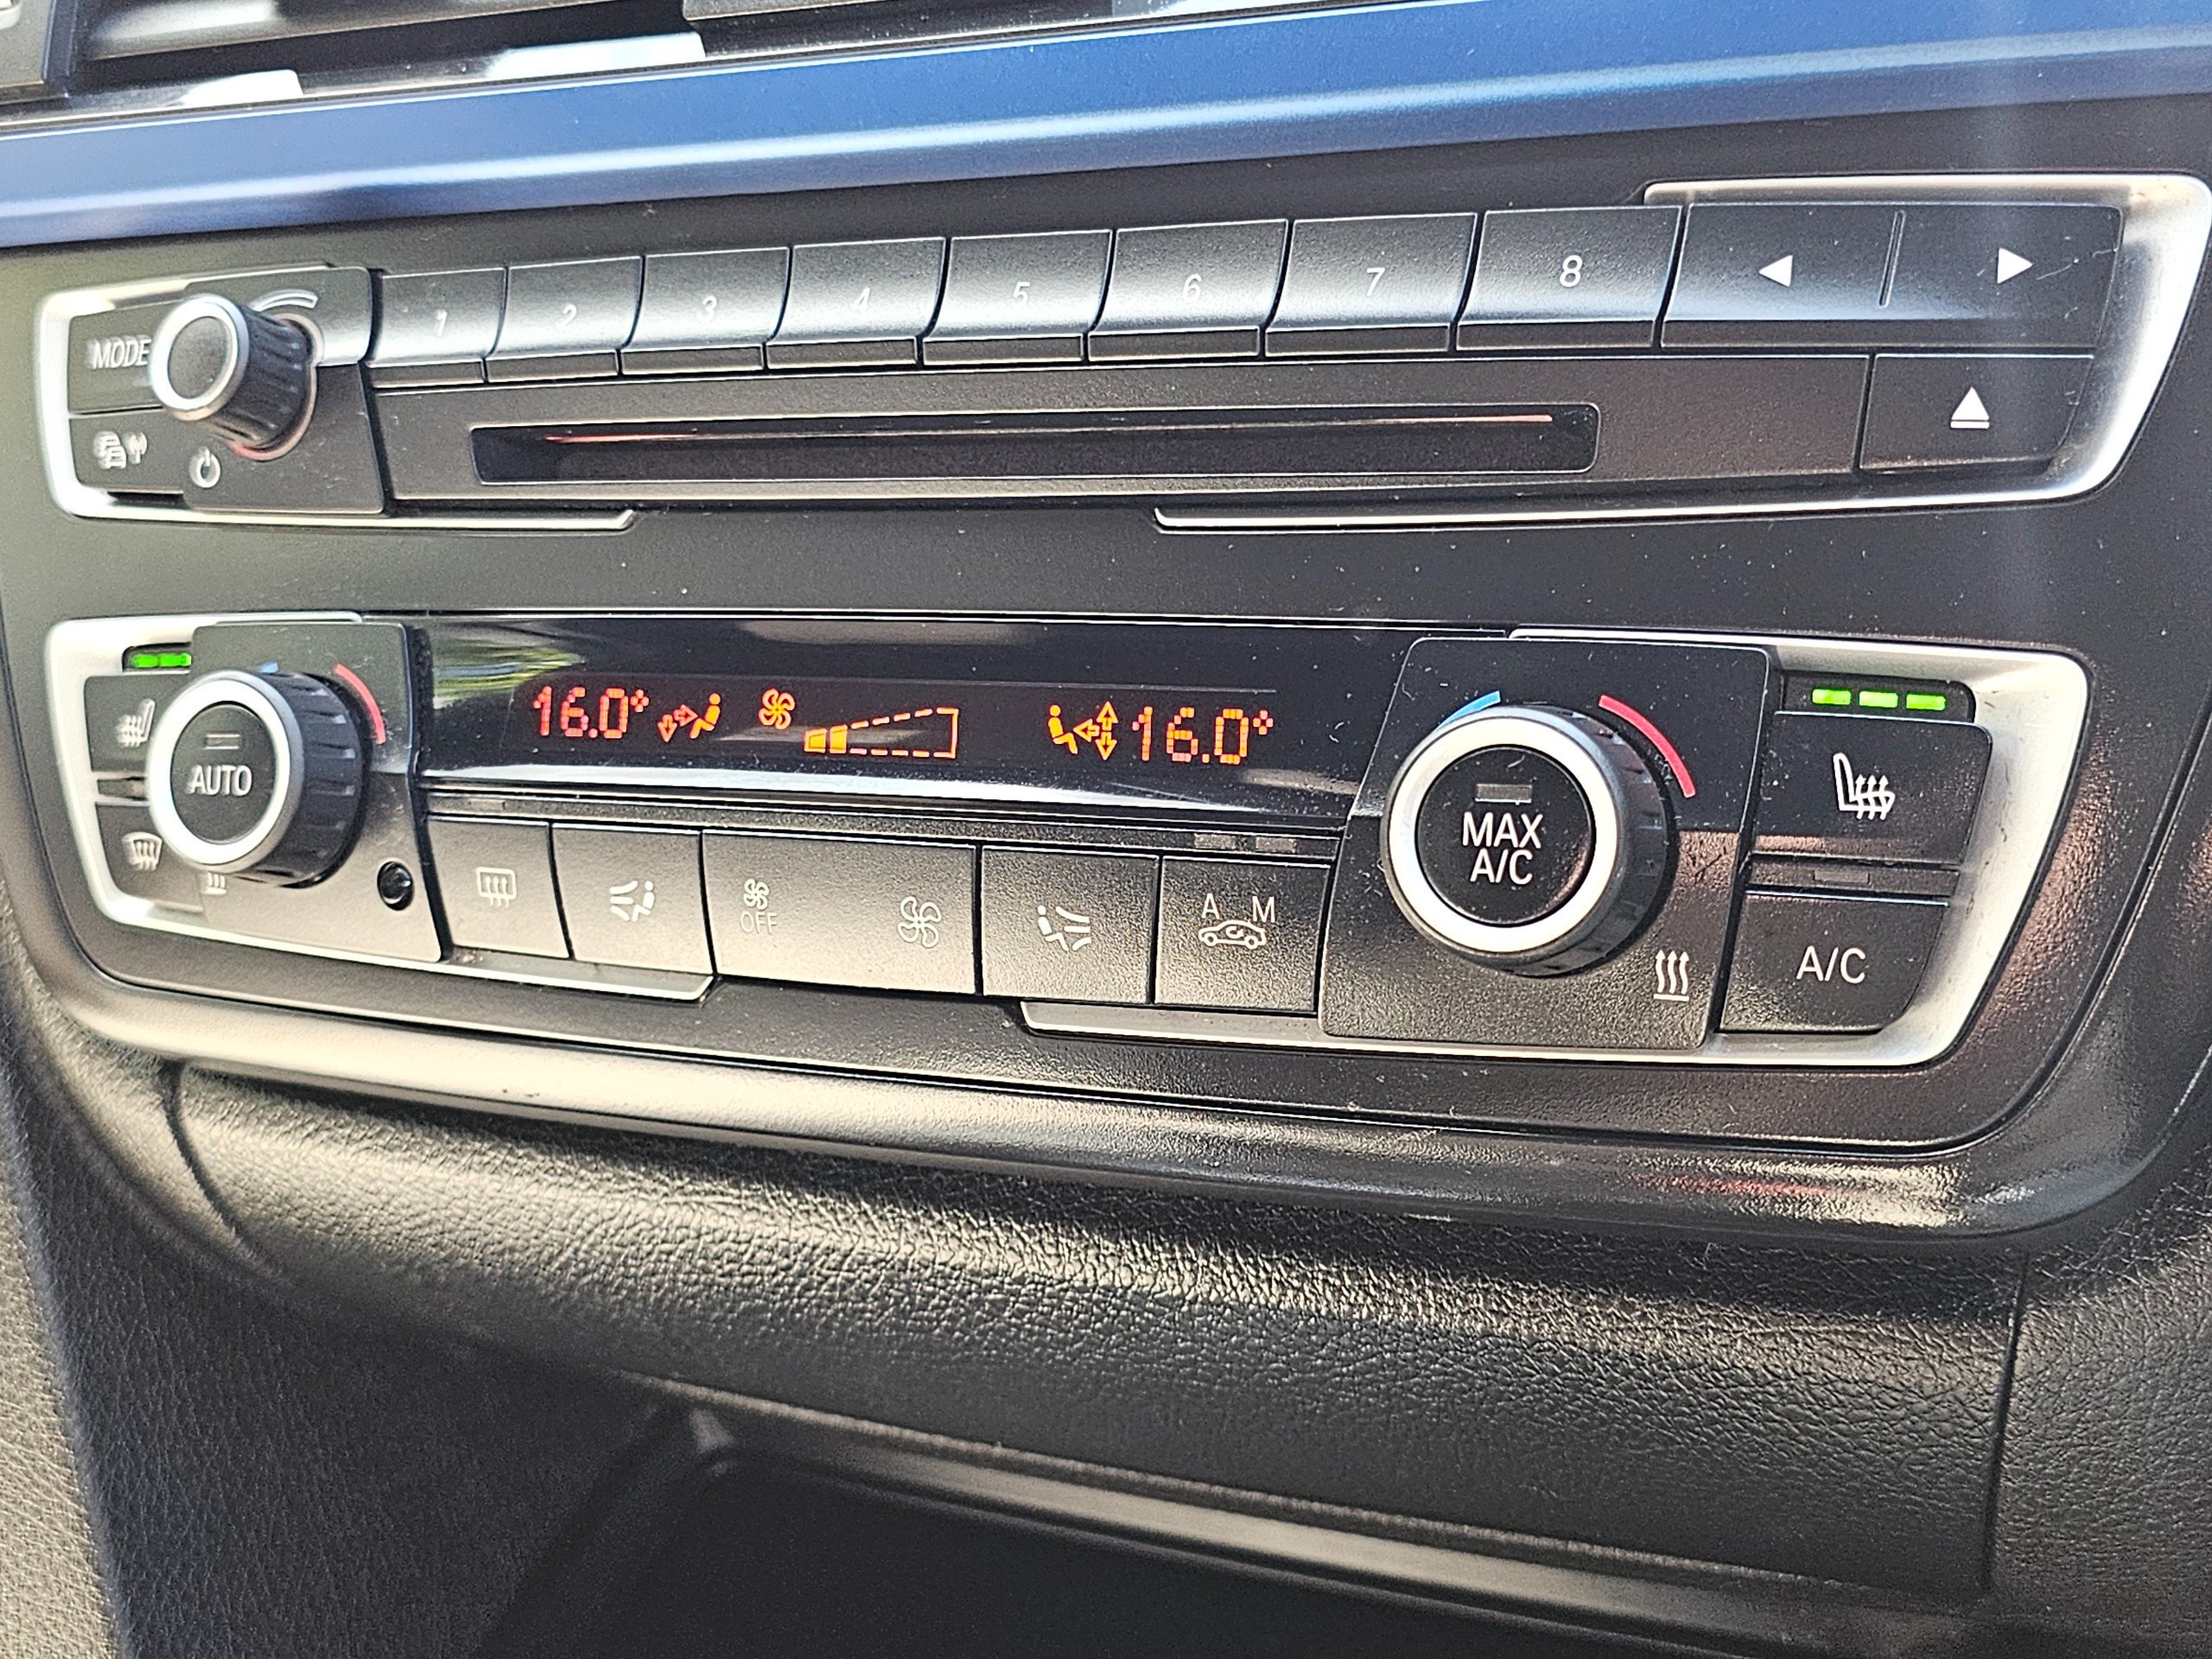 MODE
1 2 3 4 5 6 7 8
16.0° 16.0°
AUTO
MAX
A/C
OFF
A M
A/C